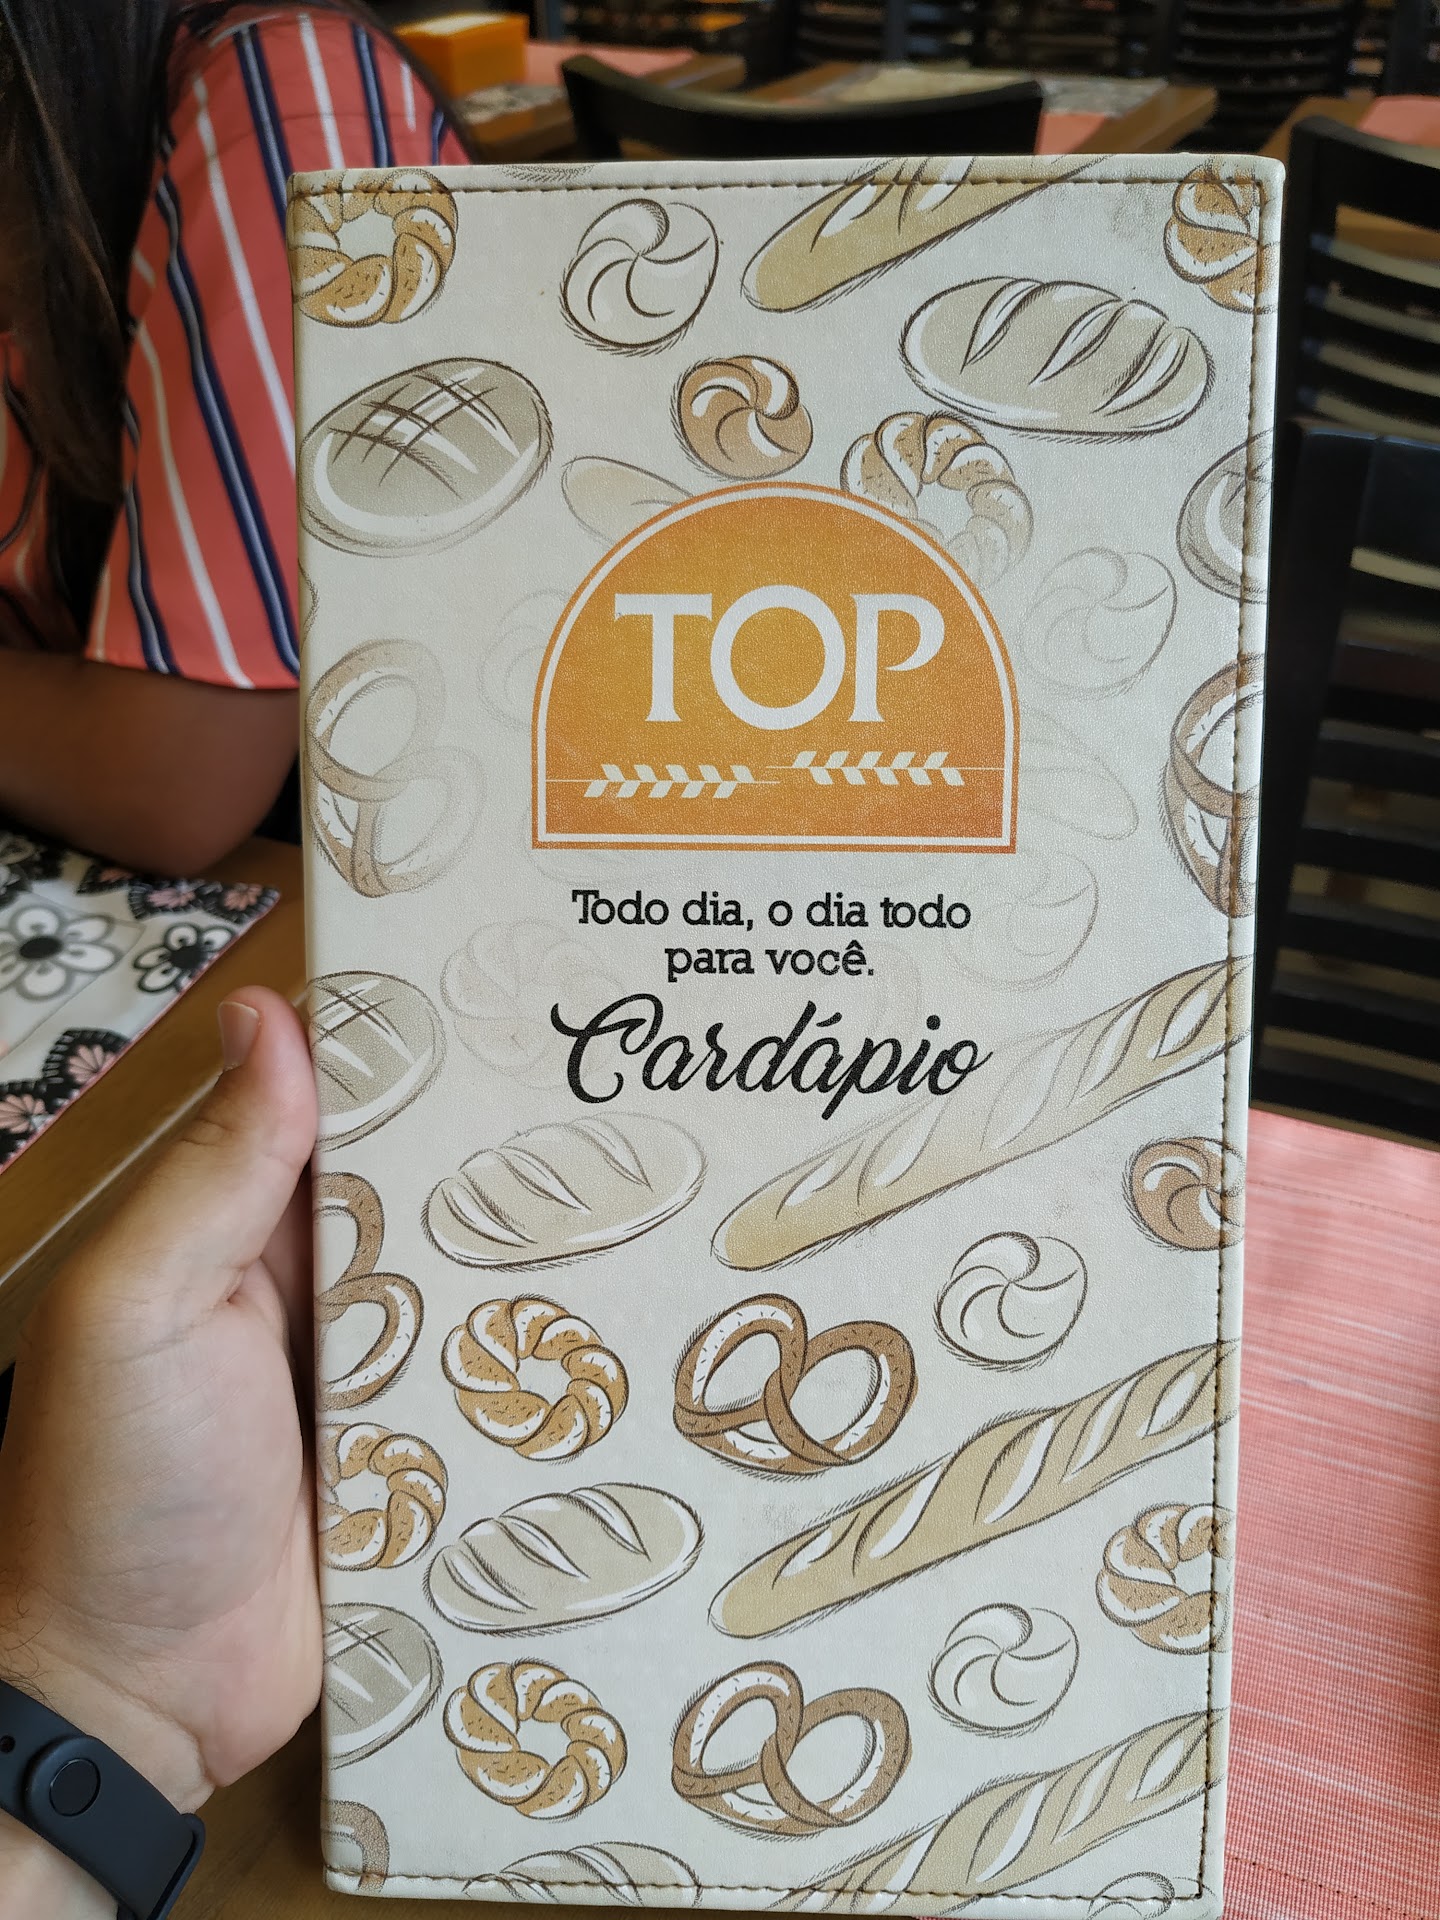 TOP
Todo dia, o dia todo
para você.
Cardápio